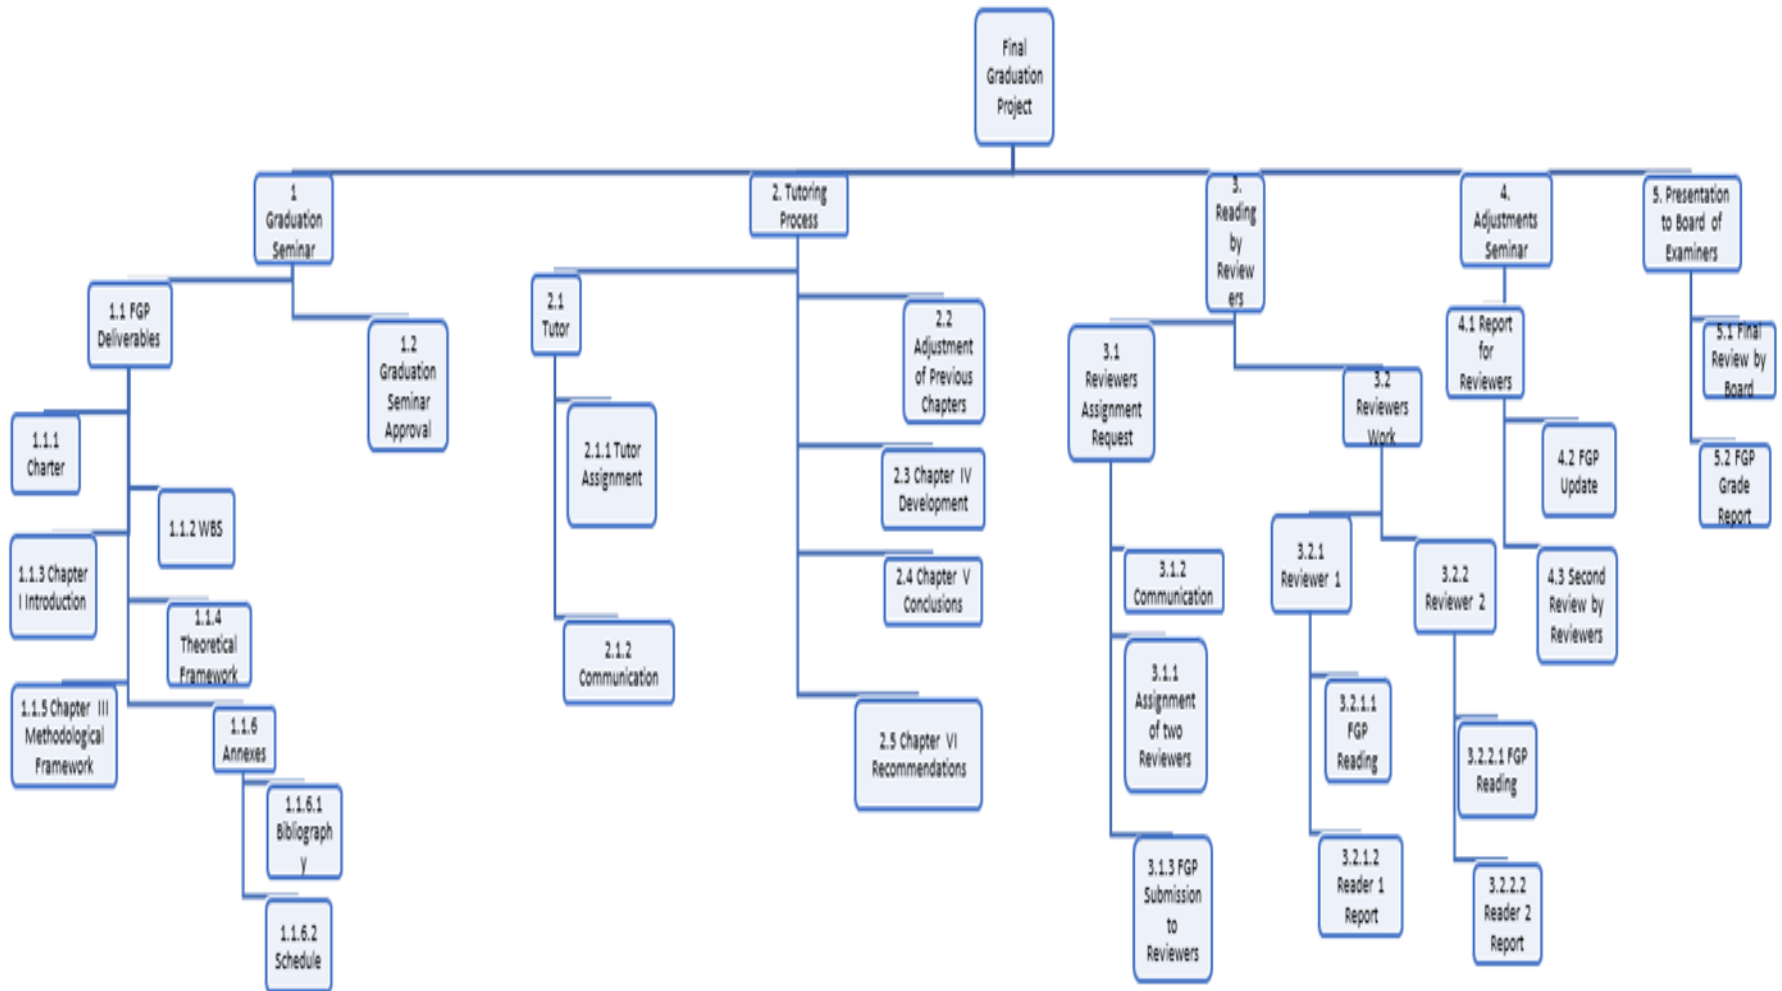 Final
Graduation
Project
1
Graduation
Seminar
2. Tutoring
Process
3.
Reading
by
Review
ers
4.
Adjustments
Seminar
5. Presentation
to Board of
Examiners
1.1 FGP
Deliverables
1.2
Graduation
Seminar
Approval
1.1.1
Charter
1.1.2 WBS
1.1.3 Chapter
I Introduction
1.1.4
Theoretical
Framework
1.1.5 Chapter III
Methodological
Framework
1.1.6
Annexes
1.1.6.1
Bibliograph
y
1.1.6.2
Schedule
2.1
Tutor
2.1.1 Tutor
Assignment
2.1.2
Communication
2.2
Adjustment
of Previous
Chapters
2.3 Chapter IV
Development
2.4 Chapter V
Conclusions
2.5 Chapter VI
Recommendations
3.1
Reviewers
Assignment
Request
3.1.2
Communication
3.1.1
Assignment
of two
Reviewers
3.1.3 FGP
Submission
to
Reviewers
3.2
Reviewers
Work
3.2.1
Reviewer 1
3.2.1.1
FGP
Reading
3.2.1.2
Reader 1
Report
3.2.2
Reviewer 2
3.2.2.1 FGP
Reading
3.2.2.2
Reader 2
Report
4.1 Report
for
Reviewers
4.2 FGP
Update
4.3 Second
Review by
Reviewers
5.1 Final
Review by
Board
5.2 FGP
Grade
Report